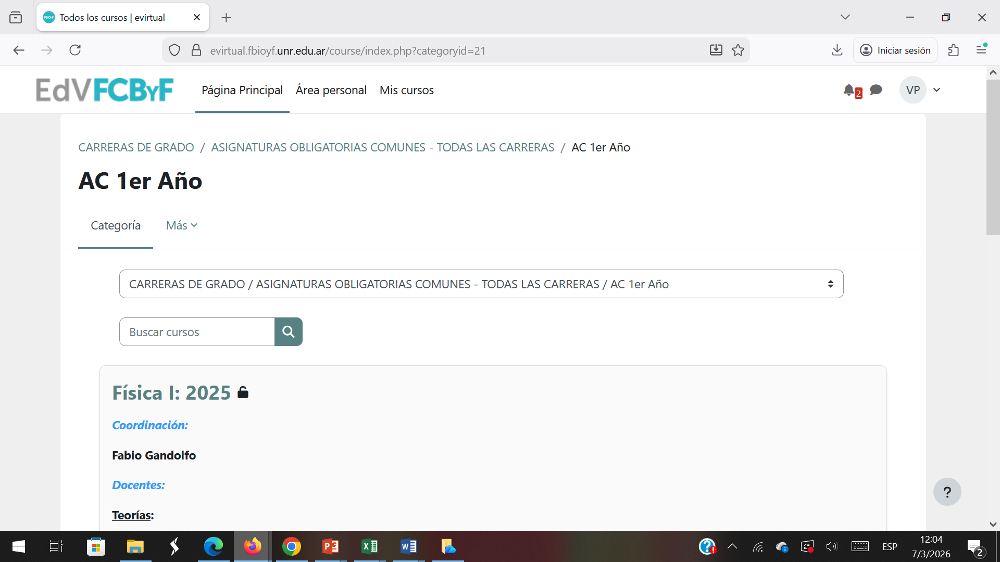 Todos los cursos | evirtual
evirtual.fbioyf.unr.edu.ar/course/index.php?categoryid=21
Iniciar sesión
EdVFCByF
Página Principal
Área personal
Mis cursos
2
VP
CARRERAS DE GRADO / ASIGNATURAS OBLIGATORIAS COMUNES - TODAS LAS CARRERAS / AC 1er Año
AC 1er Año
Categoría
Más
CARRERAS DE GRADO / ASIGNATURAS OBLIGATORIAS COMUNES - TODAS LAS CARRERAS / AC 1er Año
Buscar cursos
Física I: 2025
Coordinación:
Fabio Gandolfo
Docentes:
?
Teorías:
ESP
12:04
7/3/2026
2